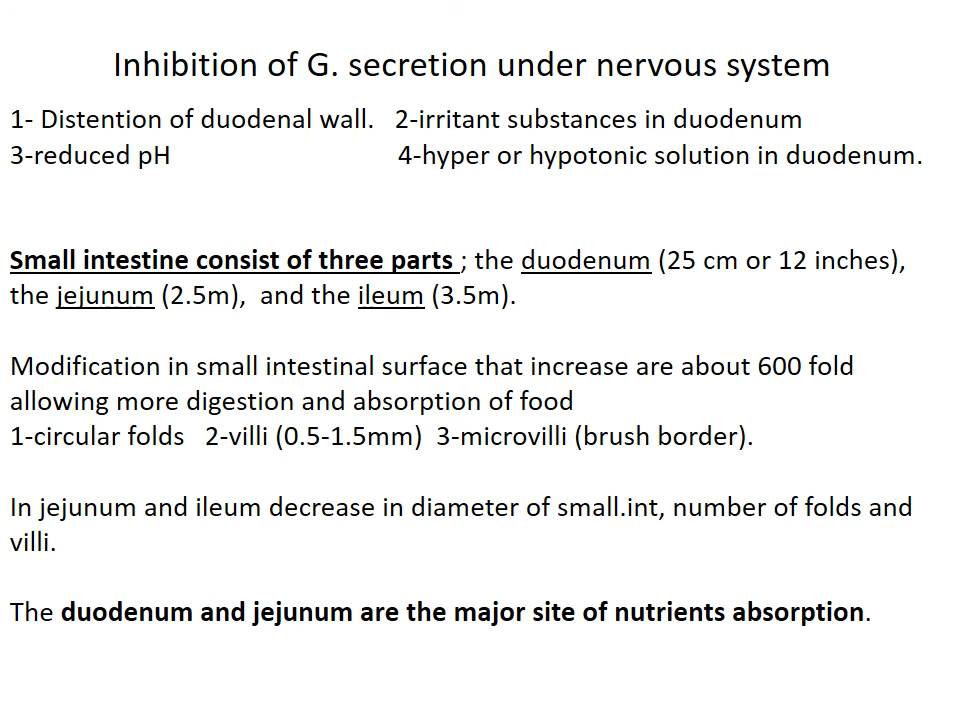 Inhibition of G. secretion under nervous system
1- Distention of duodenal wall.   2-irritant substances in duodenum
3-reduced pH   4-hyper or hypotonic solution in duodenum.
Small intestine consist of three parts ; the duodenum (25 cm or 12 inches),
the jejunum (2.5m),  and the ileum (3.5m).
Modification in small intestinal surface that increase are about 600 fold
allowing more digestion and absorption of food
1-circular folds   2-villi (0.5-1.5mm)  3-microvilli (brush border).
In jejunum and ileum decrease in diameter of small.int, number of folds and
villi.
The duodenum and jejunum are the major site of nutrients absorption.